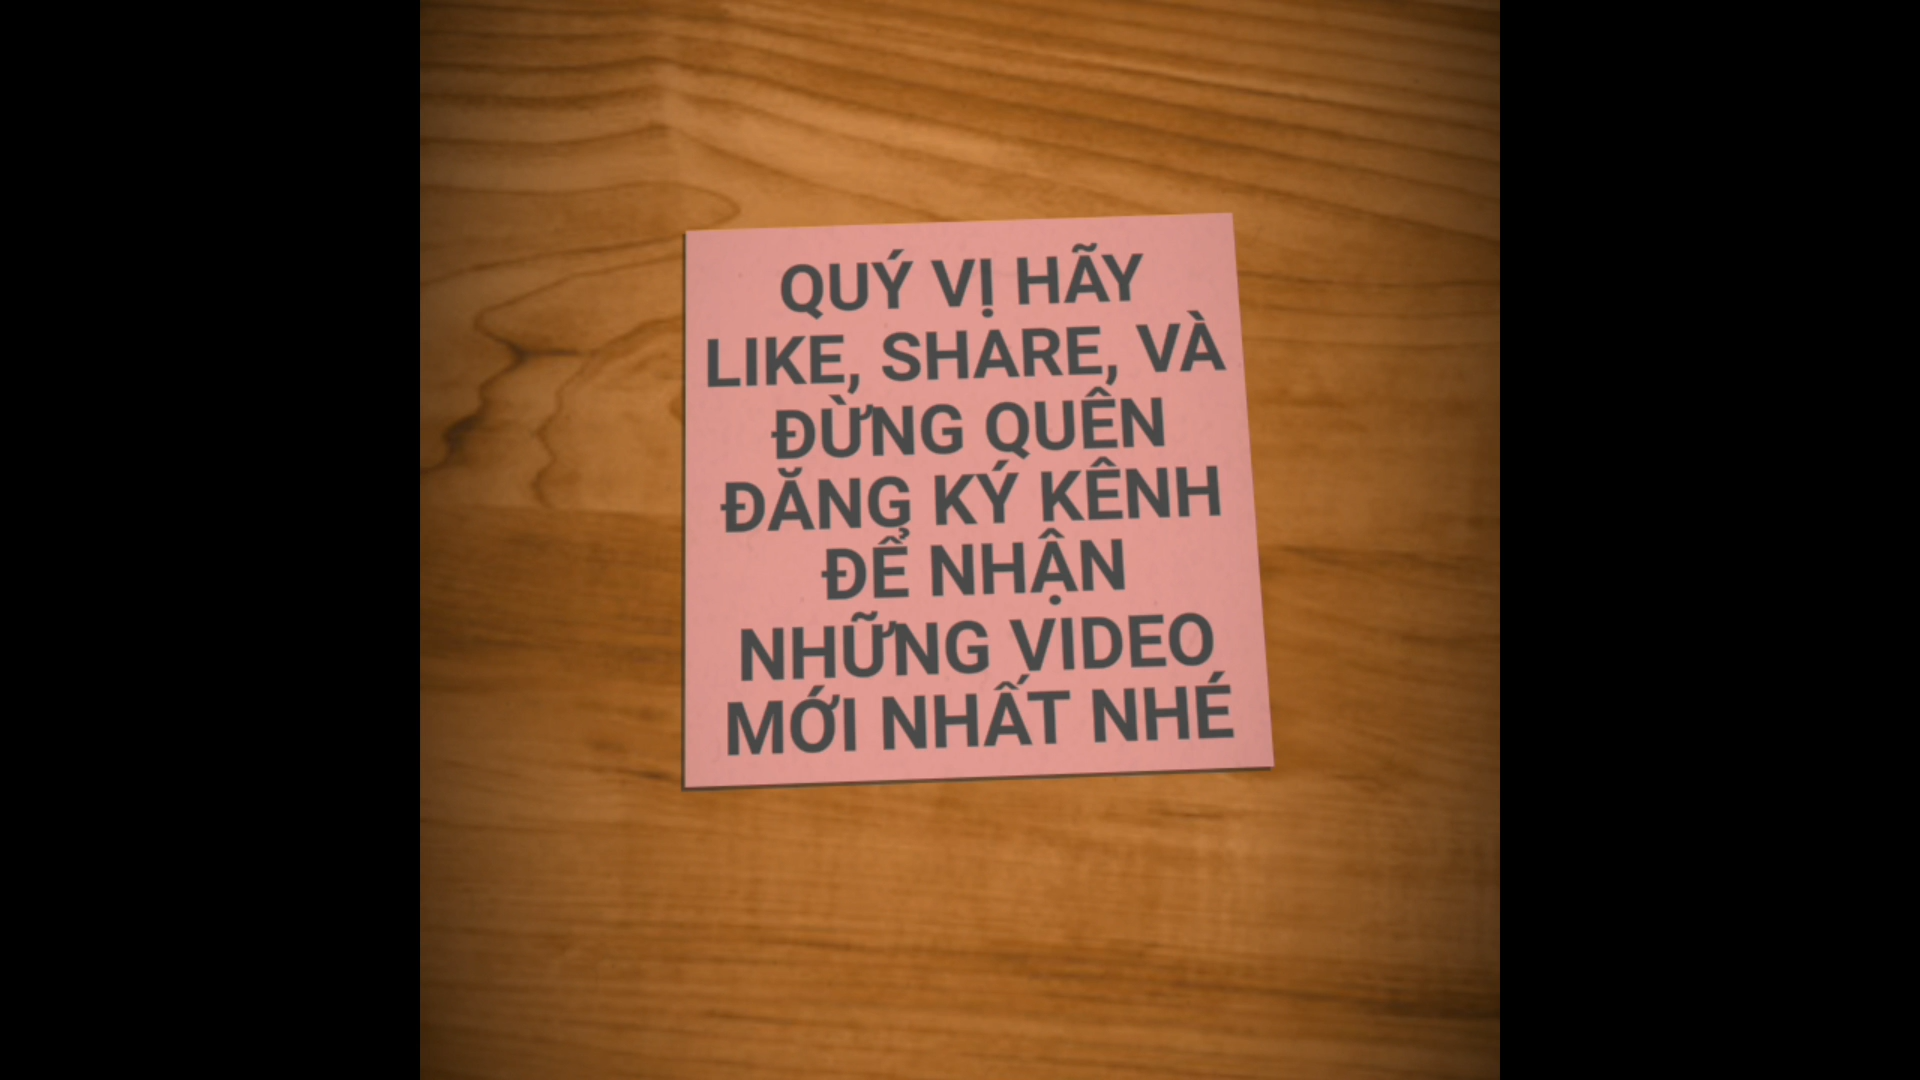 QUÝ VỊ HÃY
LIKE, SHARE, VÀ
ĐỪNG QUÊN
ĐĂNG KÝ KÊNH
ĐỂ NHẬN
NHỮNG VIDEO
MỚI NHẤT NHÉ